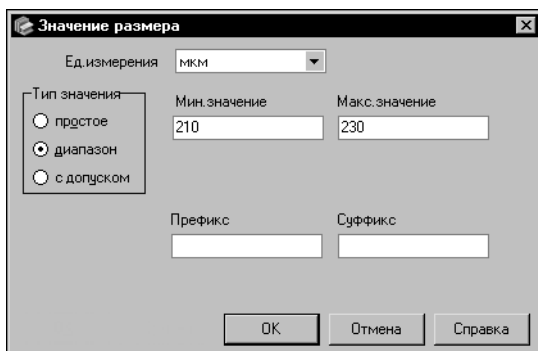 Значение размера
Ед.измерения мкм
Тип значения
простое
диапазон
с допуском
Мин.значение Макс.значение
210 230
Префикс Суффикс
OK Отмена Справка